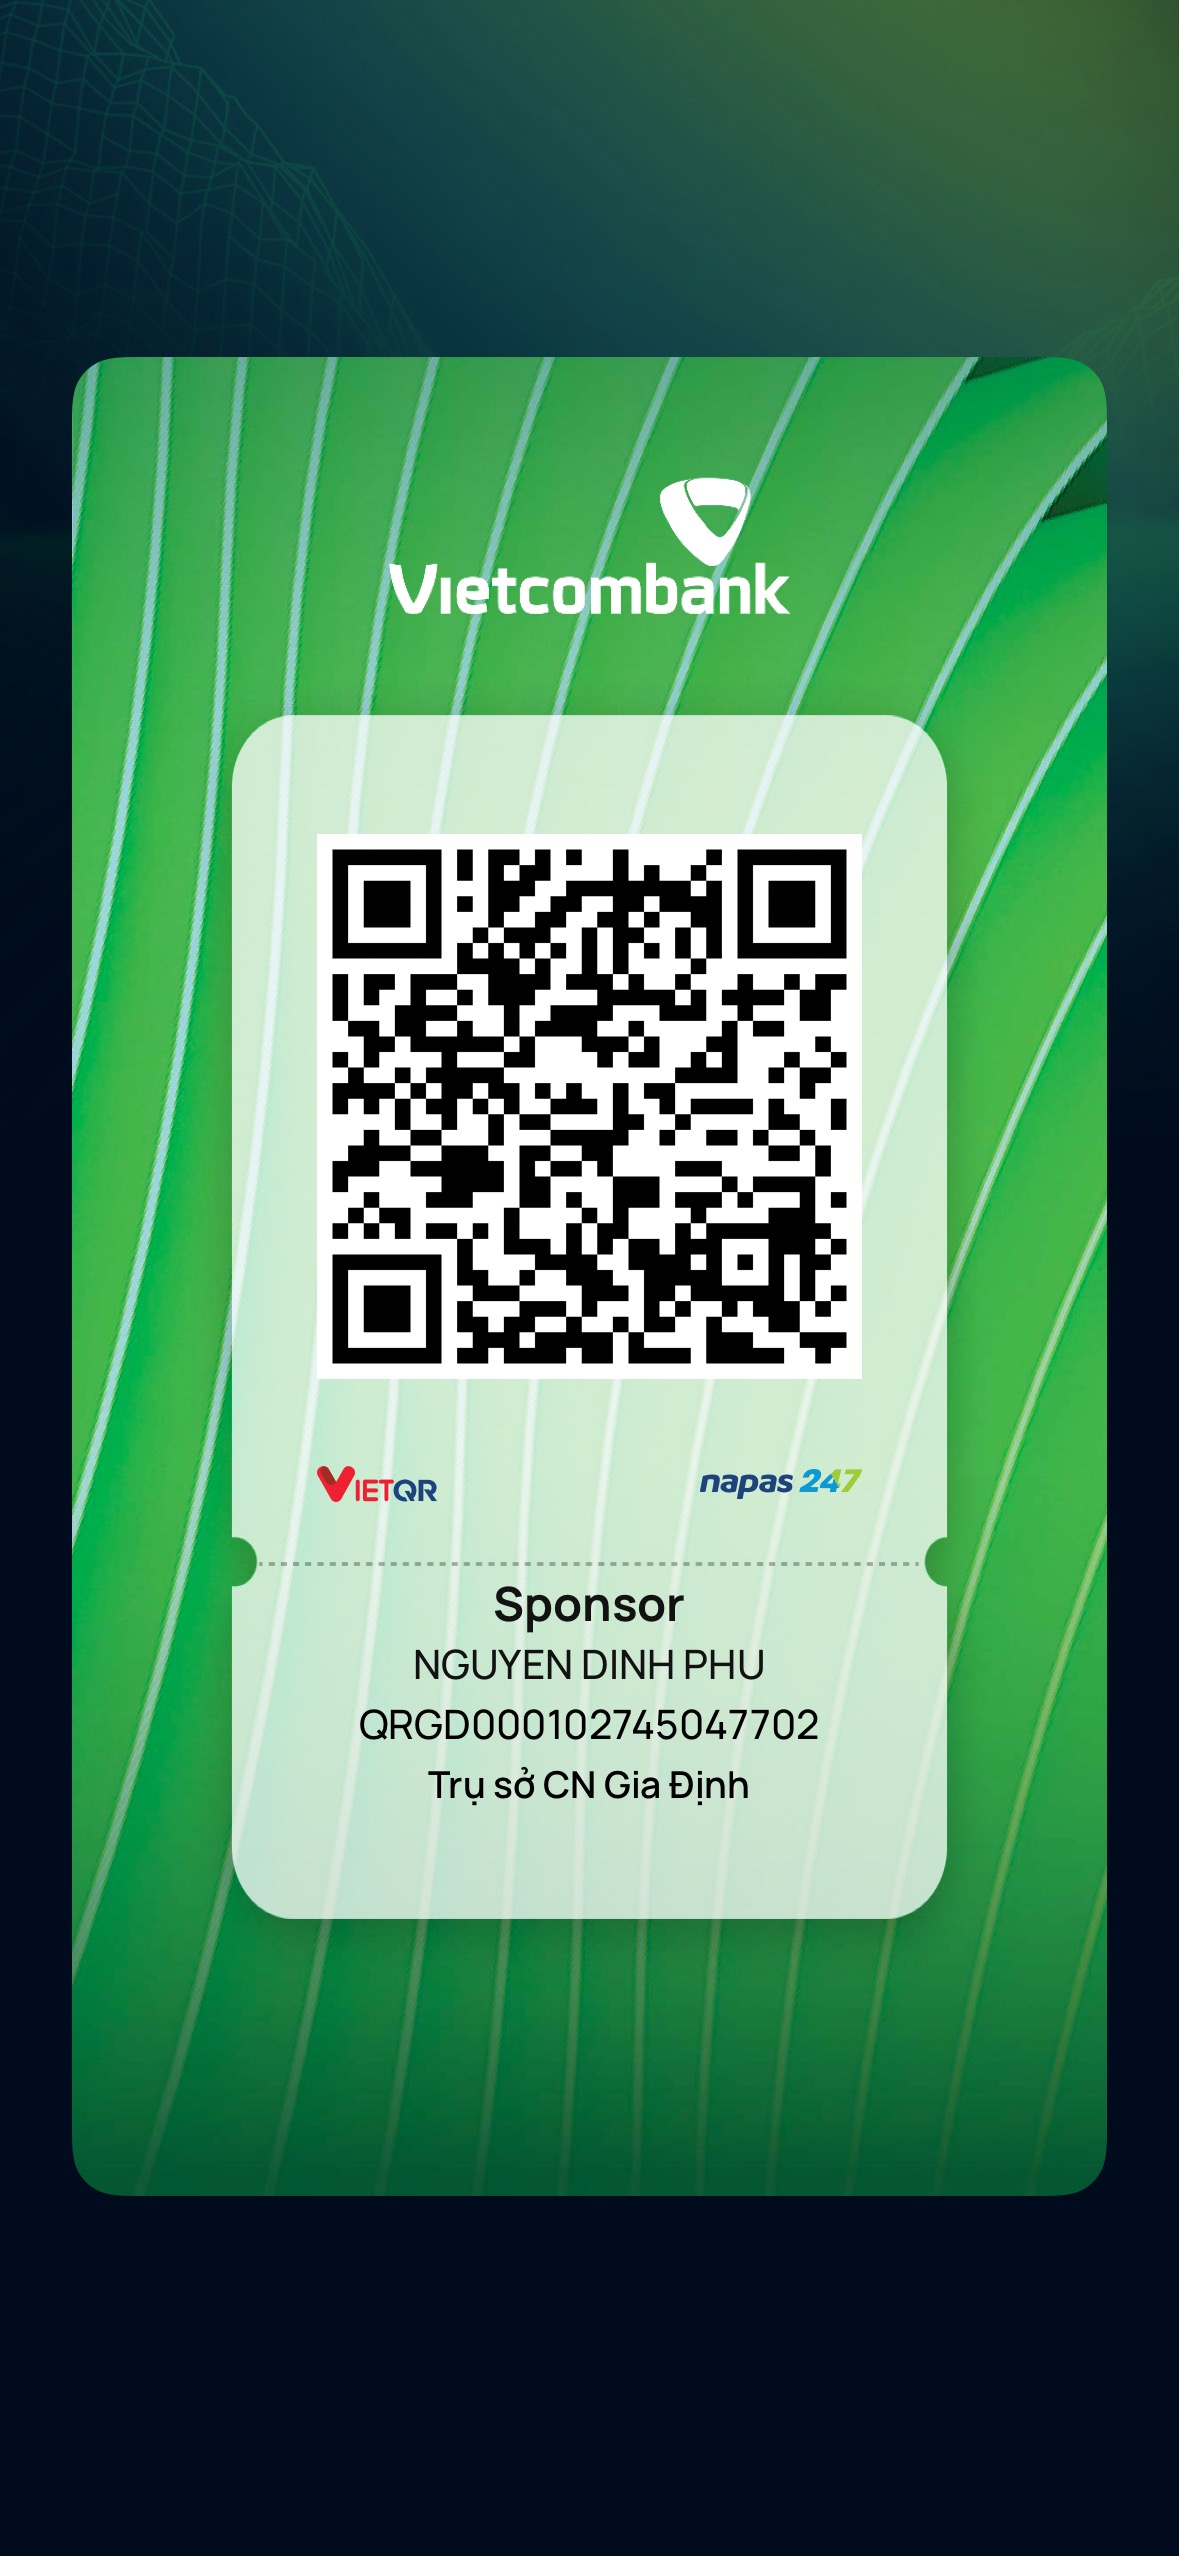 Vietcombank
VIETQR
napas 247
Sponsor
NGUYEN DINH PHU
QRGD000102745047702
Trụ sở CN Gia Định